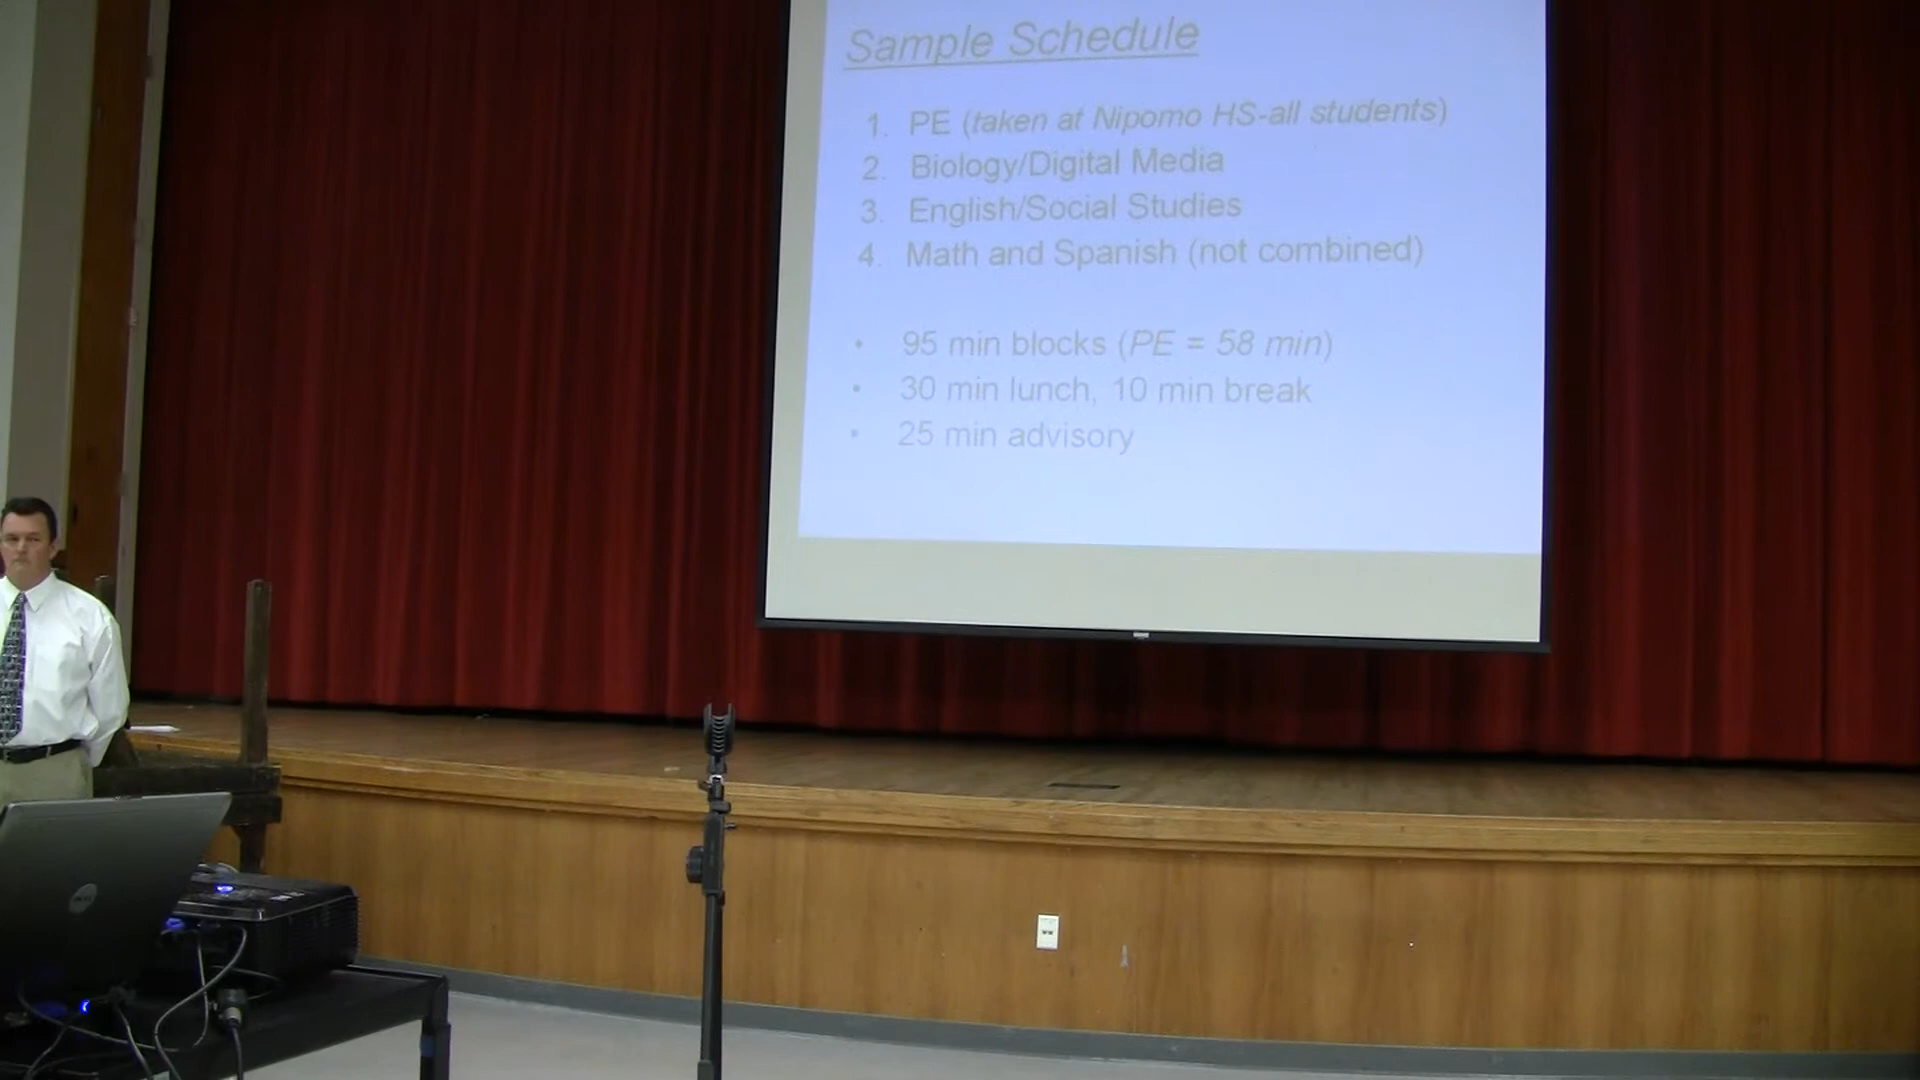 Sample Schedule
1. PE (taken at Nipomo HS-all students)
2. Biology/Digital Media
3. English/Social Studies
4. Math and Spanish (not combined)
• 95 min blocks (PE = 58 min)
• 30 min lunch, 10 min break
• 25 min advisory
DELL